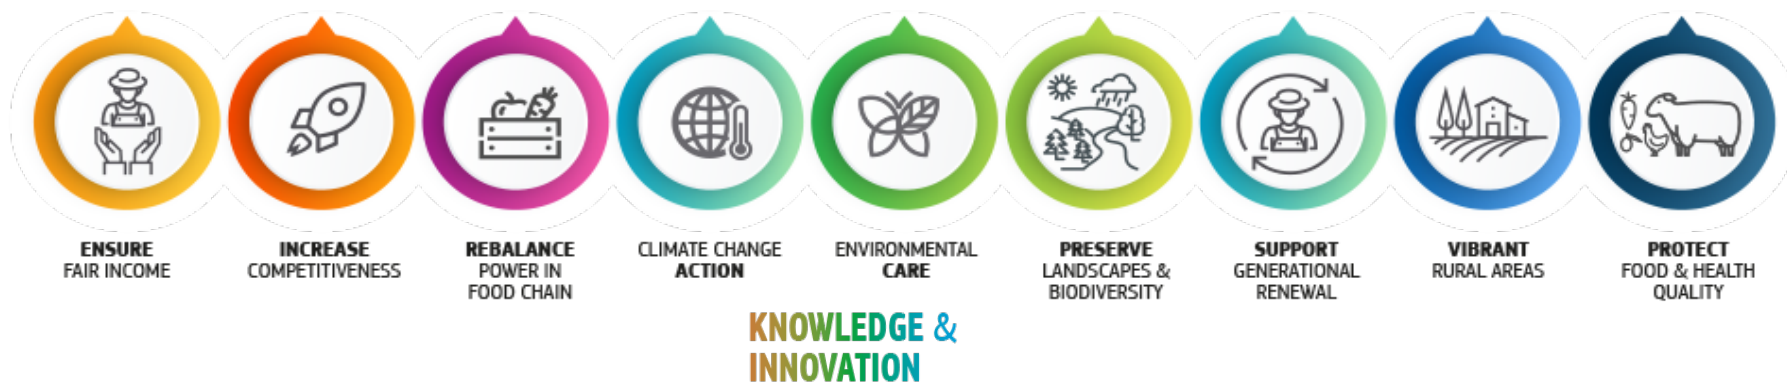 ENSURE
FAIR INCOME
INCREASE
COMPETITIVENESS
REBALANCE
POWER IN
FOOD CHAIN
CLIMATE CHANGE
ACTION
ENVIRONMENTAL
CARE
PRESERVE
LANDSCAPES &
BIODIVERSITY
SUPPORT
GENERATIONAL
RENEWAL
VIBRANT
RURAL AREAS
PROTECT
FOOD & HEALTH
QUALITY
KNOWLEDGE &
INNOVATION